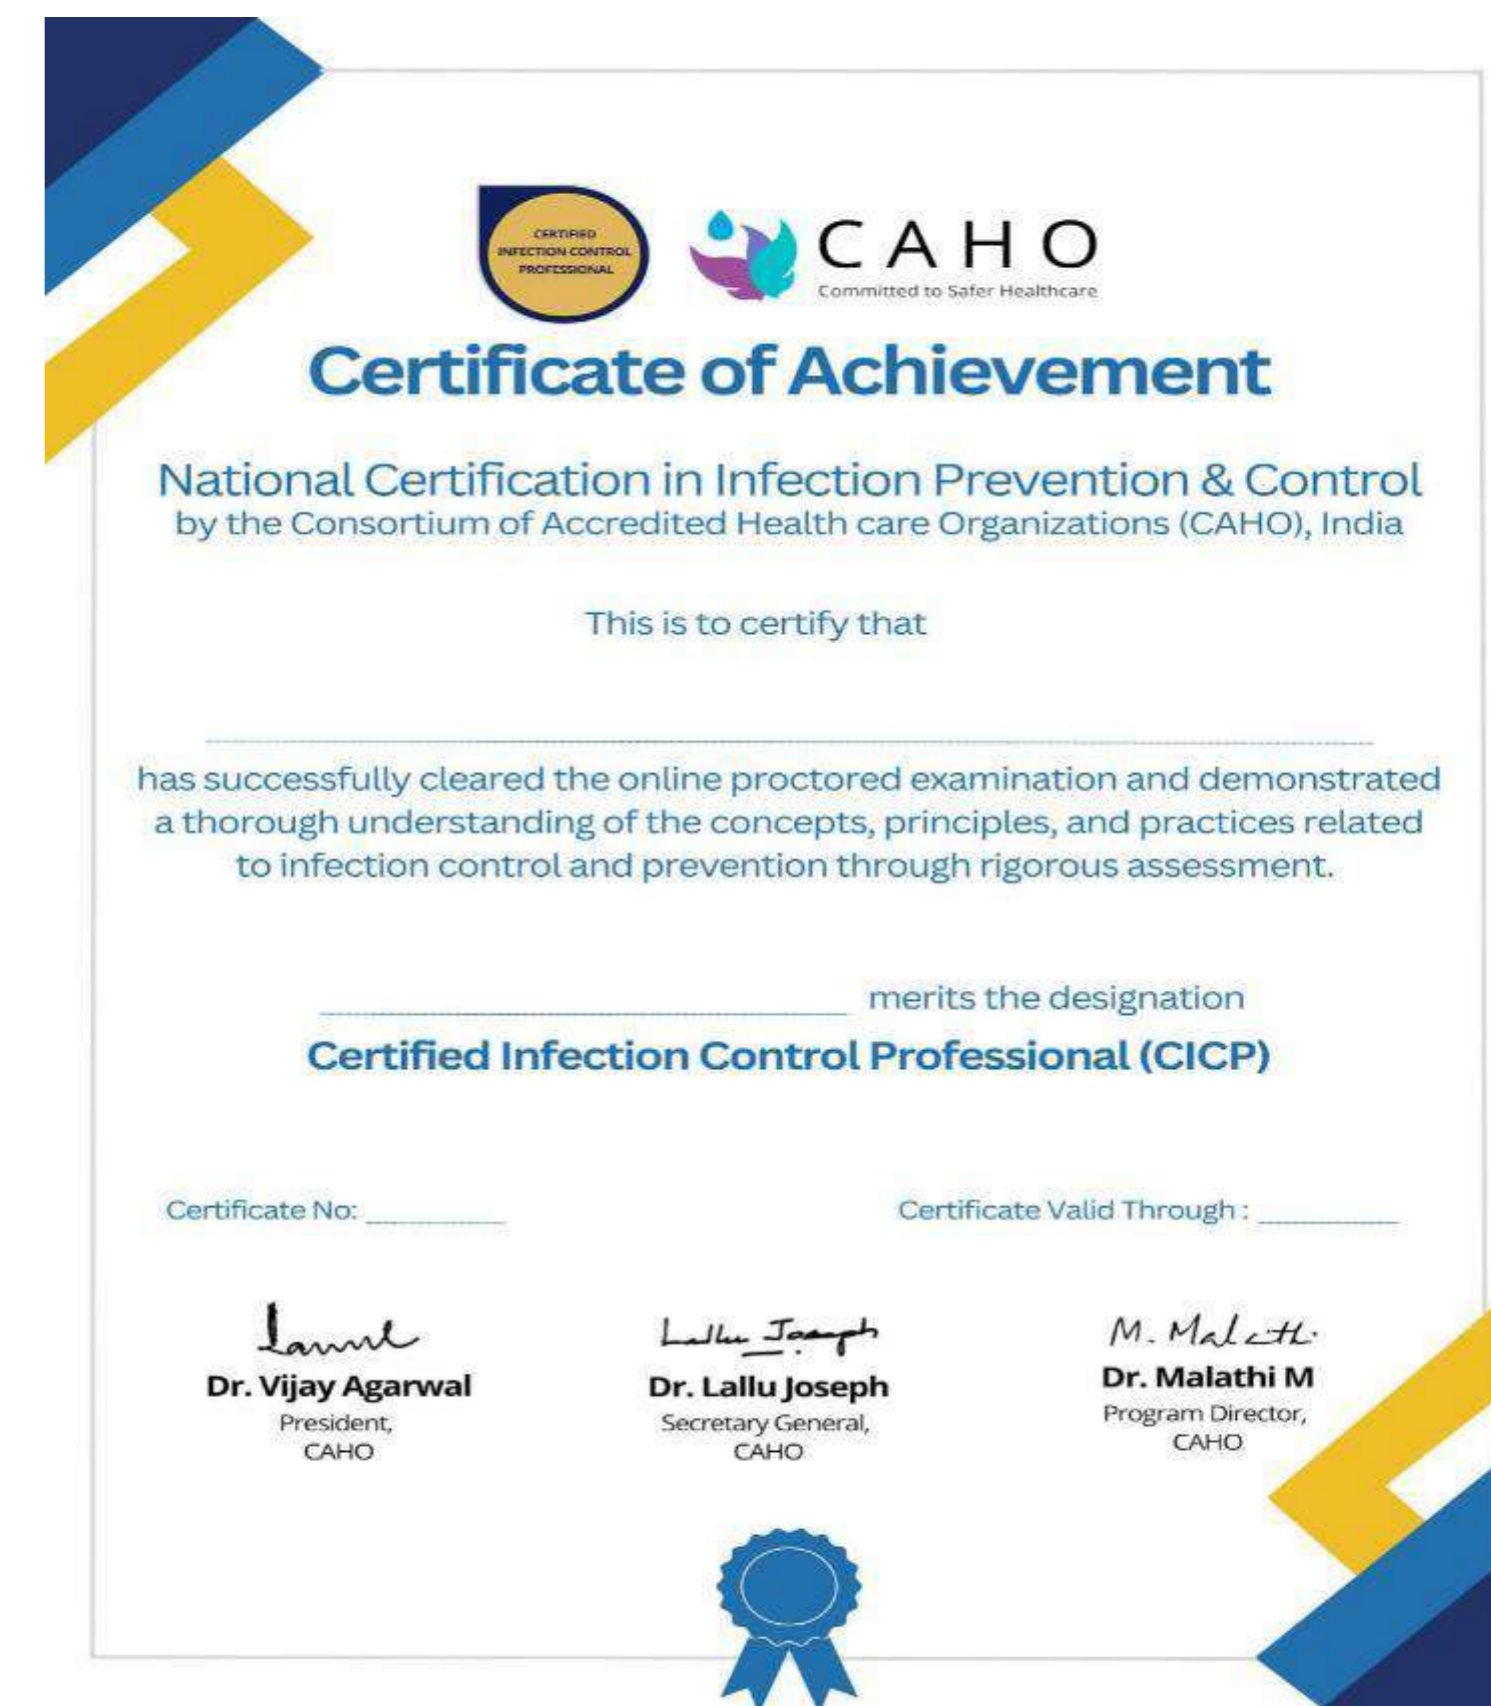 CERTIFIED
INFECTION CONTROL
PROFESSIONAL
CAHO
Committed to Safer Healthcare
Certificate of Achievement
National Certification in Infection Prevention & Control
by the Consortium of Accredited Health care Organizations (CAHO), India
This is to certify that
has successfully cleared the online proctored examination and demonstrated
a thorough understanding of the concepts, principles, and practices related
to infection control and prevention through rigorous assessment.
merits the designation
Certified Infection Control Professional (CICP)
Certificate No:
Certificate Valid Through :
Lallu Joseph
M. Malathi
Dr. Vijay Agarwal
Dr. Lallu Joseph
Dr. Malathi M
President,
Secretary General,
Program Director,
CAHO
CAHO
CAHO